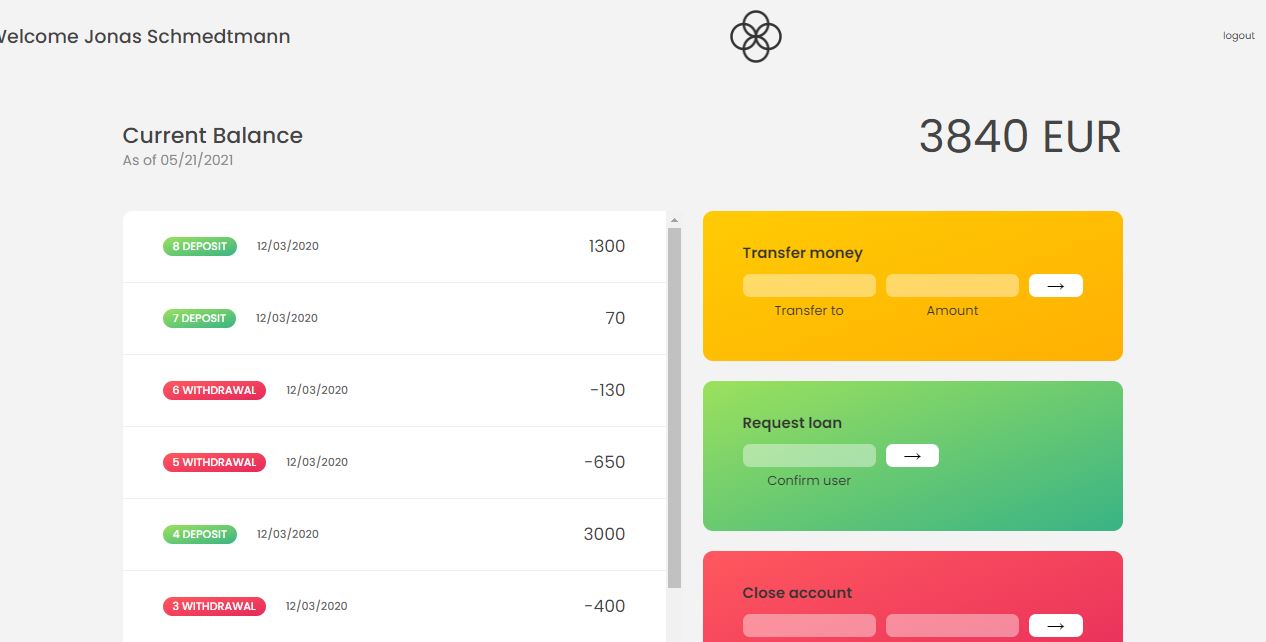 Welcome Jonas Schmedtmann
logout
Current Balance
As of 05/21/2021
3840 EUR
8 DEPOSIT 12/03/2020 1300
7 DEPOSIT 12/03/2020 70
6 WITHDRAWAL 12/03/2020 -130
5 WITHDRAWAL 12/03/2020 -650
4 DEPOSIT 12/03/2020 3000
3 WITHDRAWAL 12/03/2020 -400
Transfer money
→
Transfer to Amount
Request loan
→
Confirm user
Close account
→